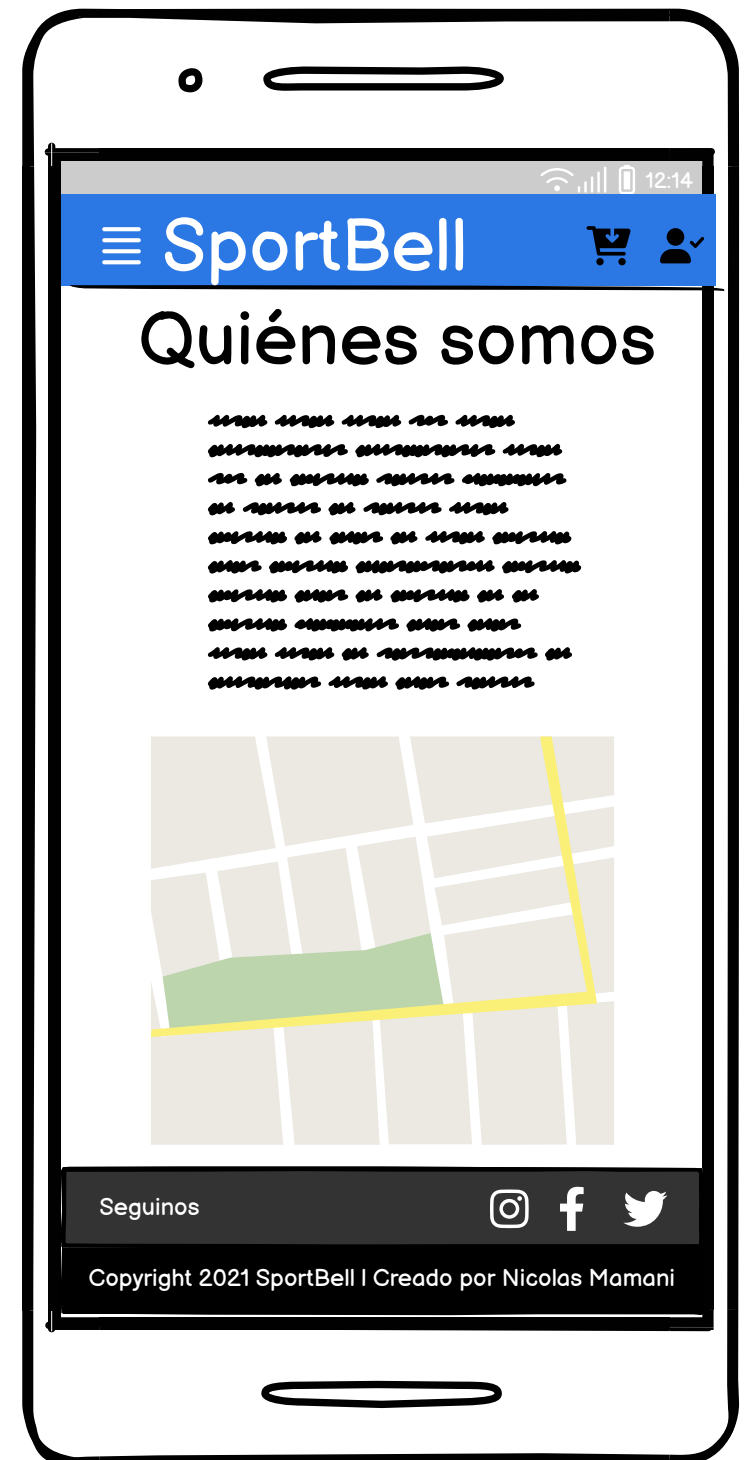 12:14
SportBell
Quiénes somos
Seguinos
Copyright 2021 SportBell | Creado por Nicolas Mamani